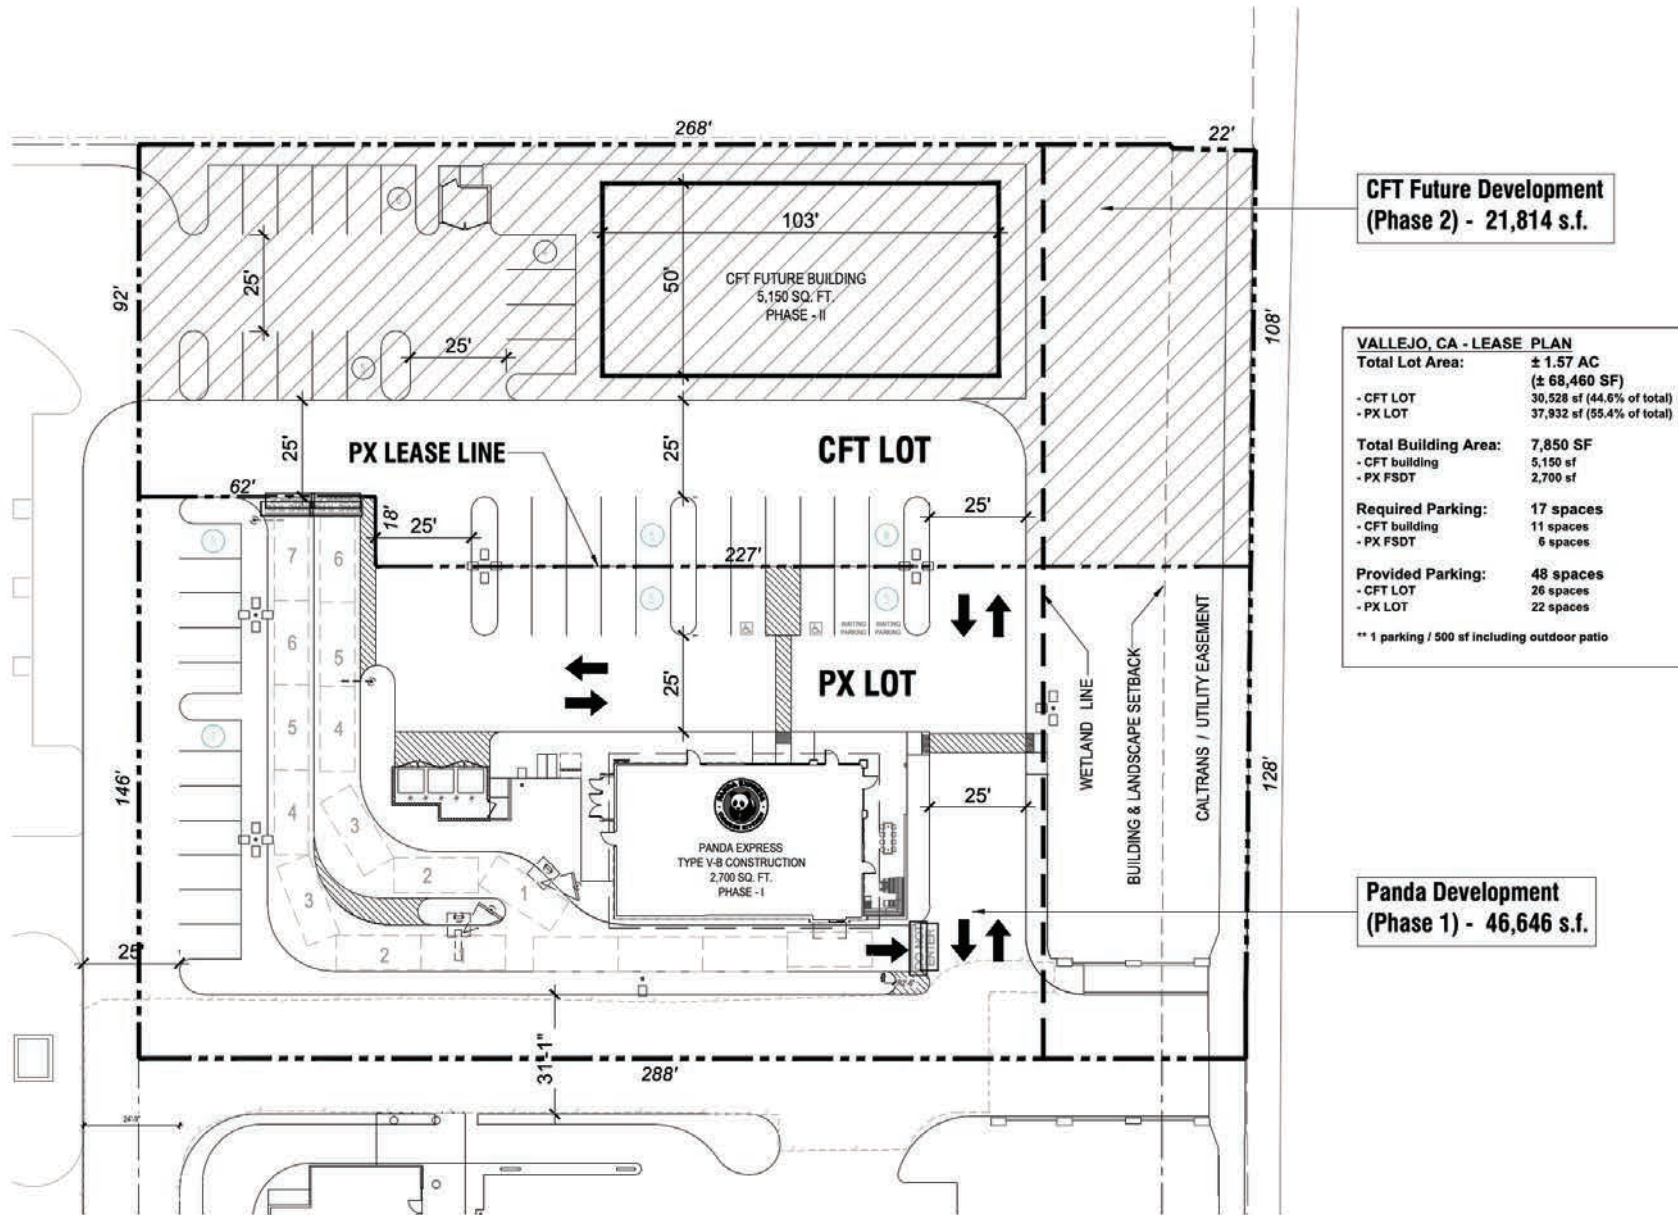 268'
22'
CFT Future Development
(Phase 2) - 21,814 s.f.
103'
50'
CFT FUTURE BUILDING
5,150 SQ. FT.
PHASE - II
25'
92'
25'
108'
VALLEJO, CA - LEASE PLAN
Total Lot Area: ± 1.57 AC
(± 68,460 SF)
- CFT LOT 30,528 sf (44.6% of total)
- PX LOT 37,932 sf (55.4% of total)
Total Building Area: 7,850 SF
- CFT building 5,150 sf
- PX FSDT 2,700 sf
Required Parking: 17 spaces
- CFT building 11 spaces
- PX FSDT 6 spaces
Provided Parking: 48 spaces
- CFT LOT 26 spaces
- PX LOT 22 spaces
** 1 parking / 500 sf including outdoor patio
25'
PX LEASE LINE
25'
CFT LOT
62'
18'
25'
25'
227'
7
6
WAITING
PARKING
WAITING
PARKING
6
5
25'
PX LOT
5
4
WETLAND LINE
BUILDING & LANDSCAPE SETBACK
CALTRANS / UTILITY EASEMENT
146'
128'
25'
4
3
PANDA EXPRESS
PANDA EXPRESS
TYPE V-B CONSTRUCTION
2,700 SQ. FT.
PHASE - I
2
1
3
Panda Development
(Phase 1) - 46,646 s.f.
2
DO NOT
ENTER
25'
31'-1"
288'